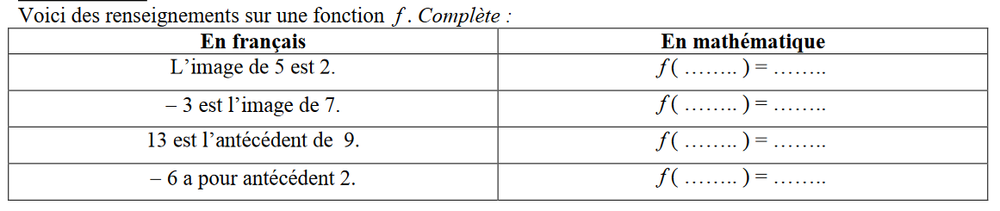 Voici des renseignements sur une fonction f. Complète :
En français En mathématique
L’image de 5 est 2. f( …….. ) = ……..
– 3 est l’image de 7. f( …….. ) = ……..
13 est l’antécédent de 9. f( …….. ) = ……..
– 6 a pour antécédent 2. f( …….. ) = ……..